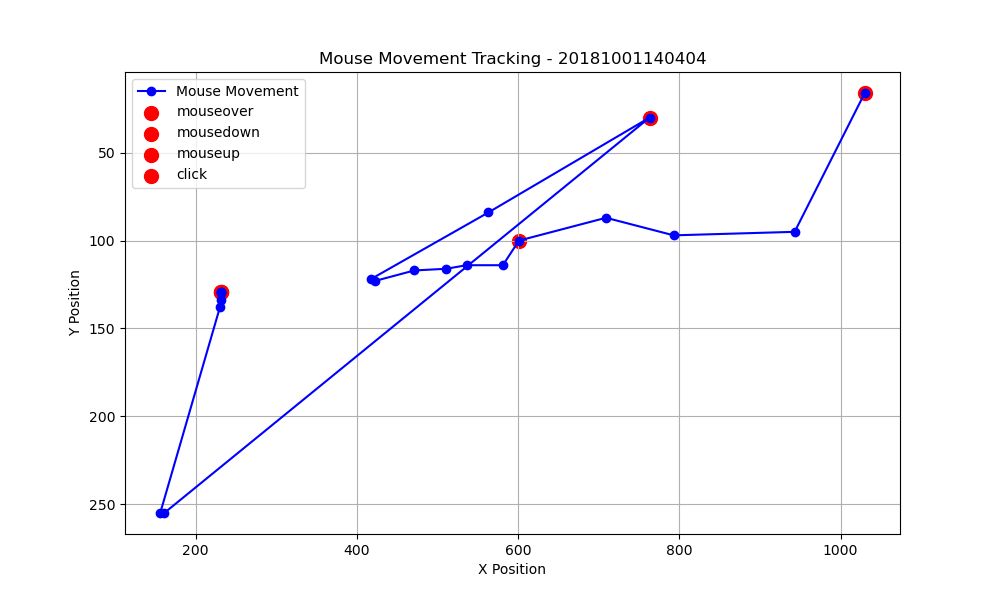 Mouse Movement Tracking - 20181001140404
Mouse Movement
mouseover
mousedown
mouseup
click
50
100
150
200
250
Y Position
200
400
600
800
1000
X Position